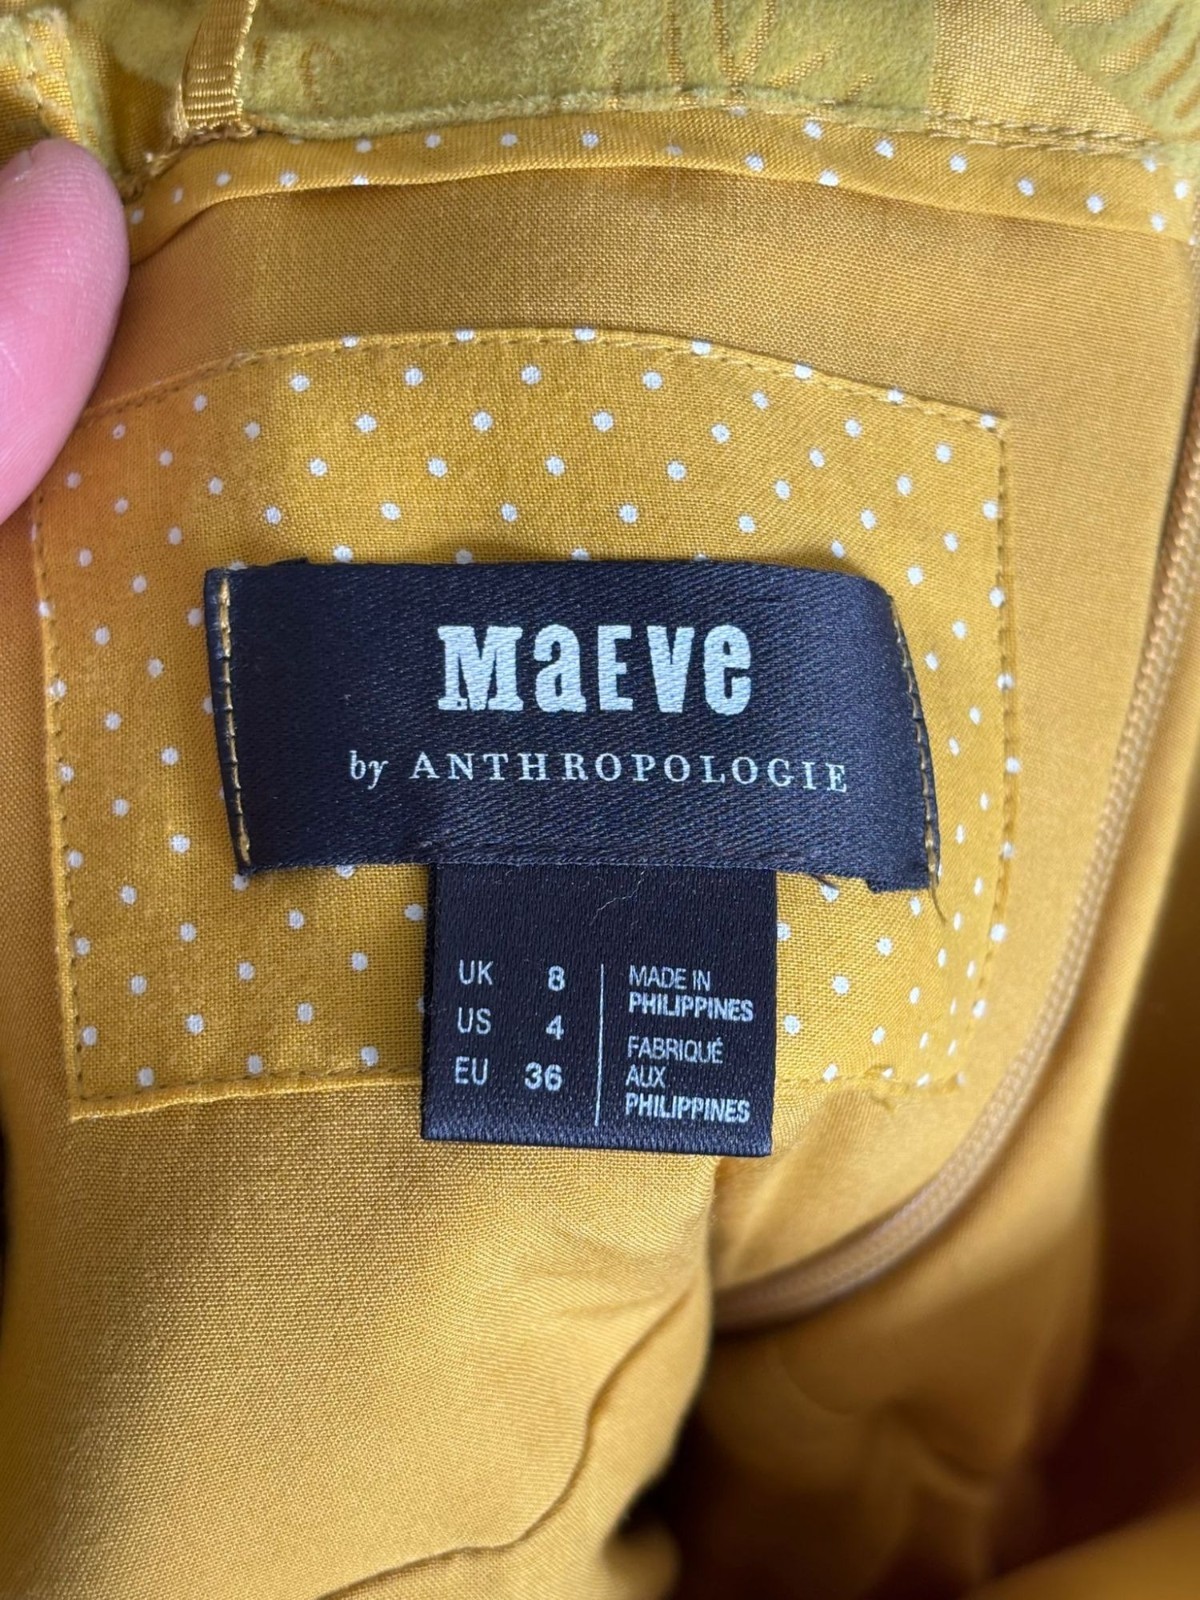 MaEVe
by ANTHROPOLOGIE
UK 8
US 4
EU 36
MADE IN
PHILIPPINES
FABRIQUÉ
AUX
PHILIPPINES